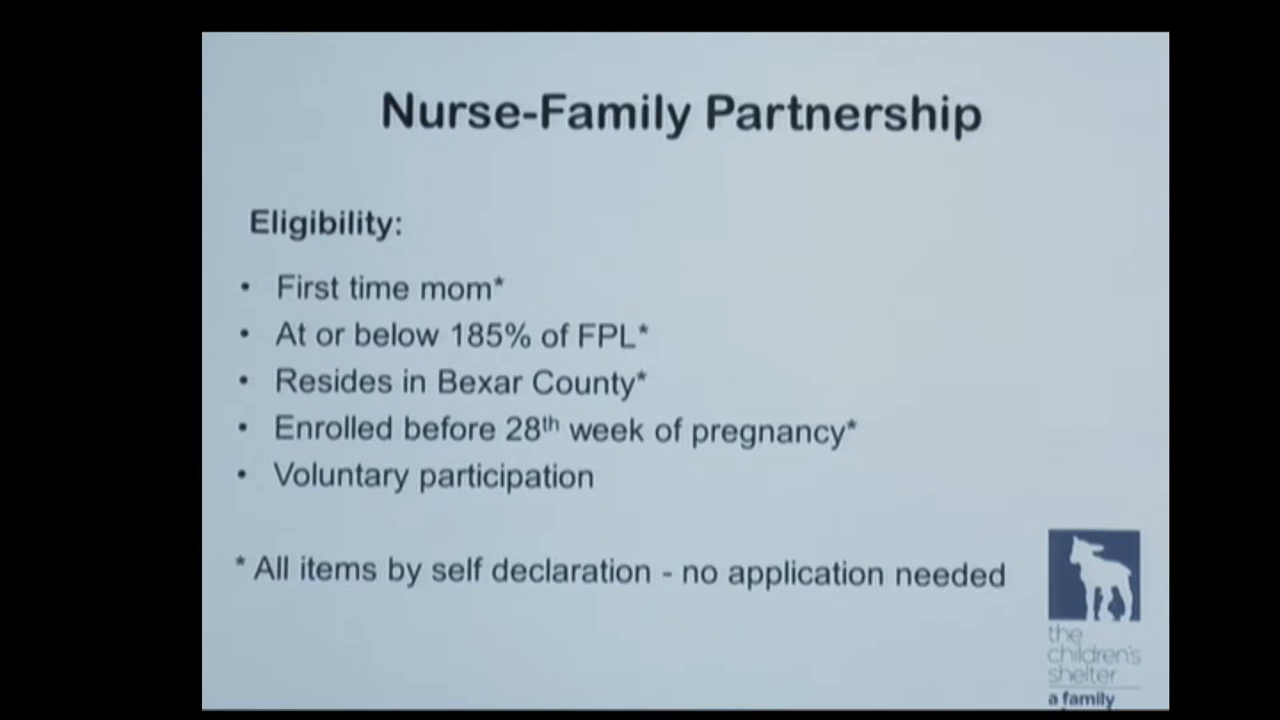 Nurse-Family Partnership
Eligibility:
• First time mom*
• At or below 185% of FPL*
• Resides in Bexar County*
• Enrolled before 28th week of pregnancy*
• Voluntary participation
* All items by self declaration - no application needed
the
children's
shelter
a family